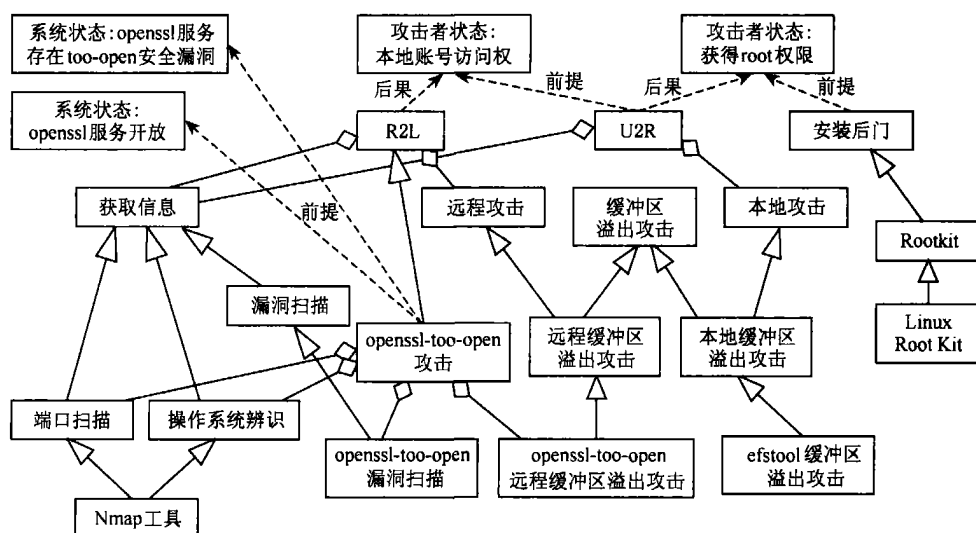 系统状态:openssl服务
存在too-open安全漏洞
攻击者状态:
本地账号访问权
攻击者状态:
获得root权限
后果
前提
后果
前提
系统状态:
openssl服务开放
R2L
U2R
安装后门
获取信息
前提
远程攻击
缓冲区
溢出攻击
本地攻击
Rootkit
漏洞扫描
openssl-too-open
攻击
远程缓冲区
溢出攻击
本地缓冲区
溢出攻击
Linux
Root Kit
端口扫描
操作系统辨识
openssl-too-open
漏洞扫描
openssl-too-open
远程缓冲区溢出攻击
efstool缓冲区
溢出攻击
Nmap工具